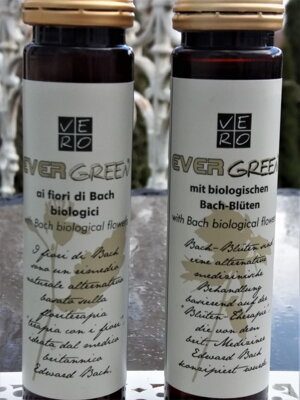 VE
RO
EVER GREEN
ai fiori di Bach
biologici
with Bach biological flowers
I fiori di Bach
sono un rimedio
naturale alternativo
basata sulla
floriterapia
"terapia con i fiori"
ideata dal medico
britannico
Edward Bach.
VE
RO
EVER GREEN
mit biologischen
Bach-Blüten
with Bach biological flowers
Bach-Blüten sind
eine alternative
medizinische
Behandlung
basierend auf der
"Blüten-Therapie",
die von dem
brit. Mediziner
Edward Bach
konzipiert wurde.